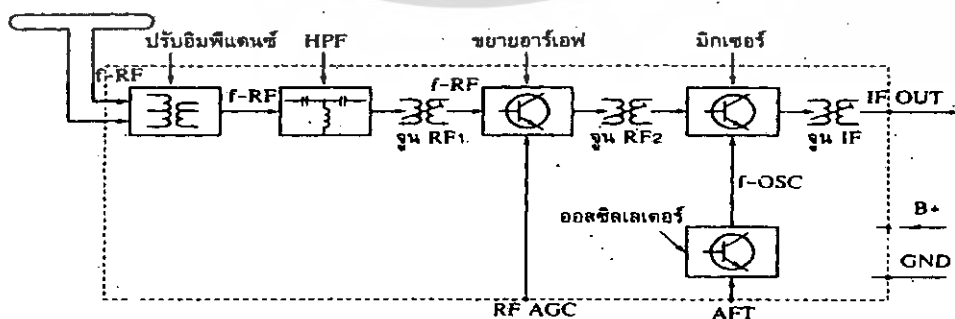 ปรับอิมพีแดนซ์
HPF
ขยายอาร์เอฟ
มิกเซอร์
f-RF
f-RF
f-RF
IF OUT
จูน RF1
จูน RF2
จูน IF
f-OSC
ออสซิลเลเตอร์
B+
GND
RF AGC
AFT